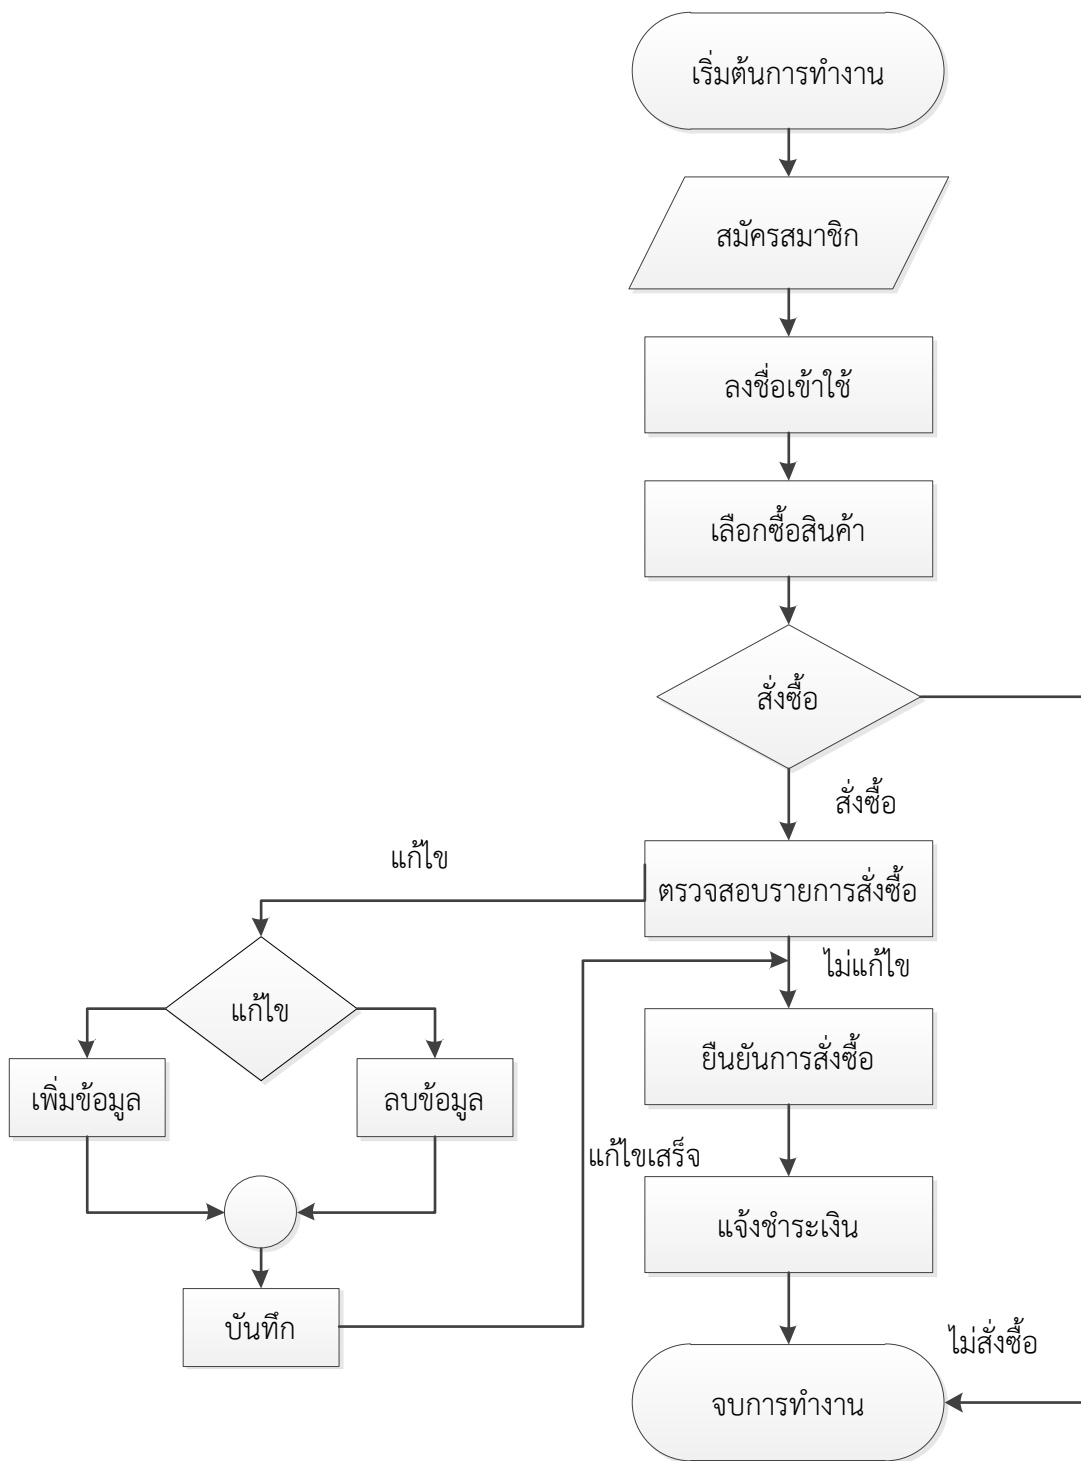 เริ่มต้นการทำงาน
สมัครสมาชิก
ลงชื่อเข้าใช้
เลือกซื้อสินค้า
สั่งซื้อ
สั่งซื้อ
แก้ไข
ตรวจสอบรายการสั่งซื้อ
ไม่แก้ไข
แก้ไข
ยืนยันการสั่งซื้อ
เพิ่มข้อมูล
ลบข้อมูล
แก้ไขเสร็จ
แจ้งชำระเงิน
บันทึก
ไม่สั่งซื้อ
จบการทำงาน